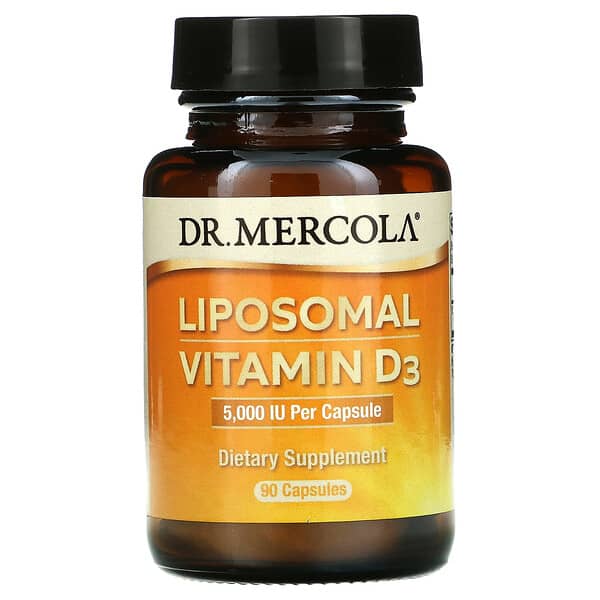 DR. MERCOLA®
LIPOSOMAL
VITAMIN D3
5,000 IU Per Capsule
Dietary Supplement
90 Capsules